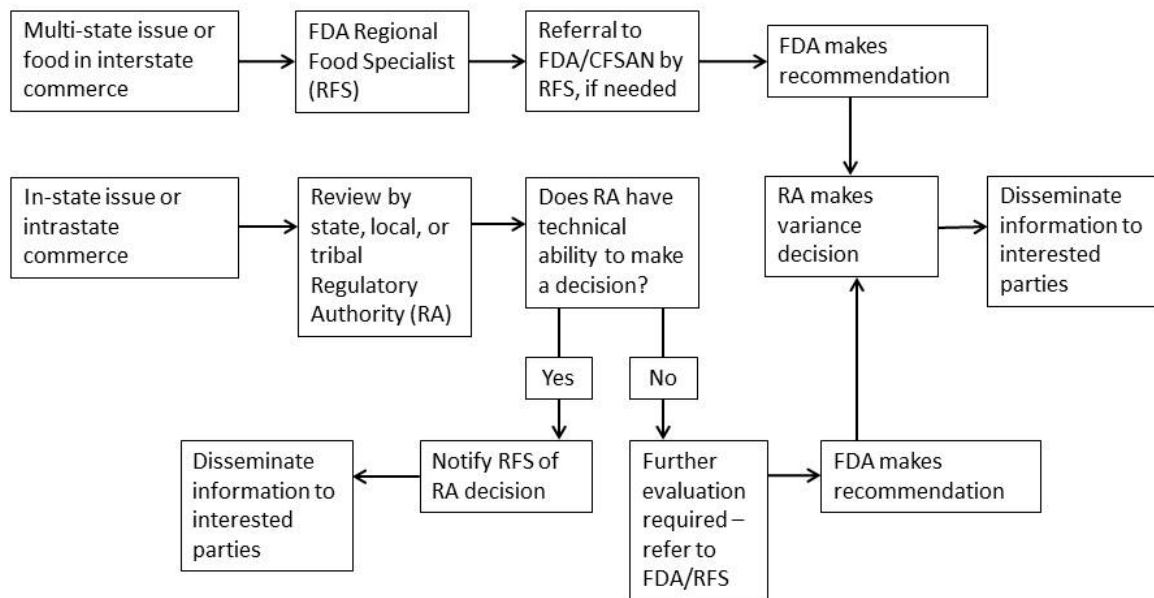 Multi-state issue or
food in interstate
commerce
FDA Regional
Food Specialist
(RFS)
Referral to
FDA/CFSAN by
RFS, if needed
FDA makes
recommendation
In-state issue or
intrastate
commerce
Review by
state, local, or
tribal
Regulatory
Authority (RA)
Does RA have
technical
ability to make
a decision?
RA makes
variance
decision
Disseminate
information to
interested
parties
Yes
No
Disseminate
information to
interested
parties
Notify RFS of
RA decision
Further
evaluation
required –
refer to
FDA/RFS
FDA makes
recommendation